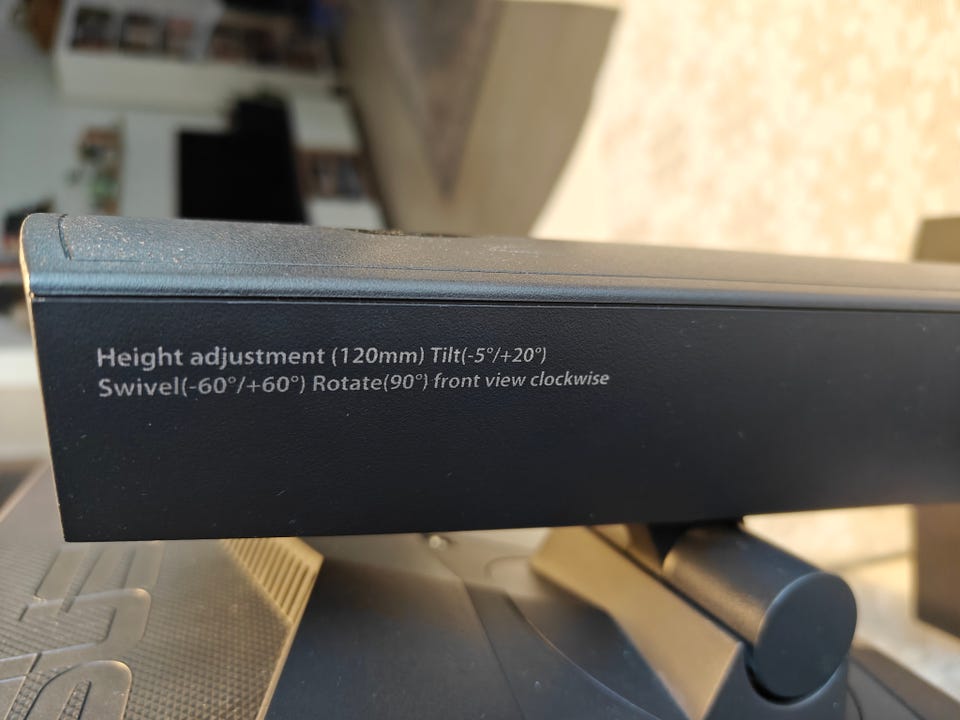 Height adjustment (120mm) Tilt(-5°/+20°)
Swivel(-60°/+60°) Rotate(90°) front view clockwise